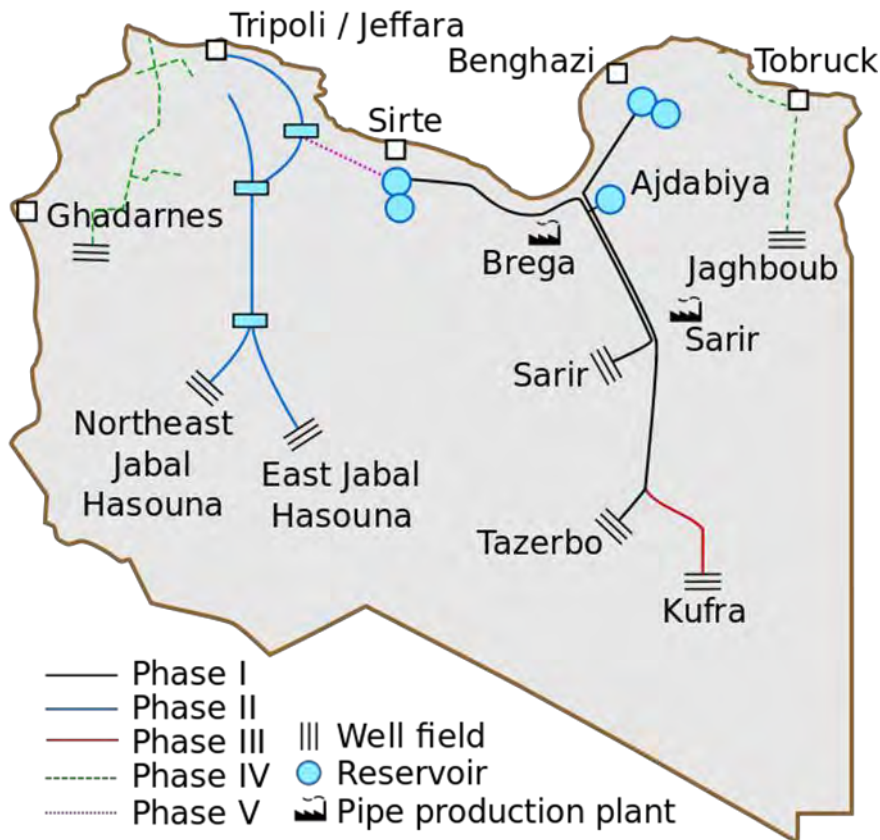 Tripoli / Jeffara
Benghazi
Tobruck
Sirte
Ajdabiya
Ghadarnes
Brega
Jaghboub
Sarir
Sarir
Northeast
Jabal
Hasouna
East Jabal
Hasouna
Tazerbo
Kufra
Phase I
Phase II
Phase III
Phase IV
Phase V
Well field
Reservoir
Pipe production plant